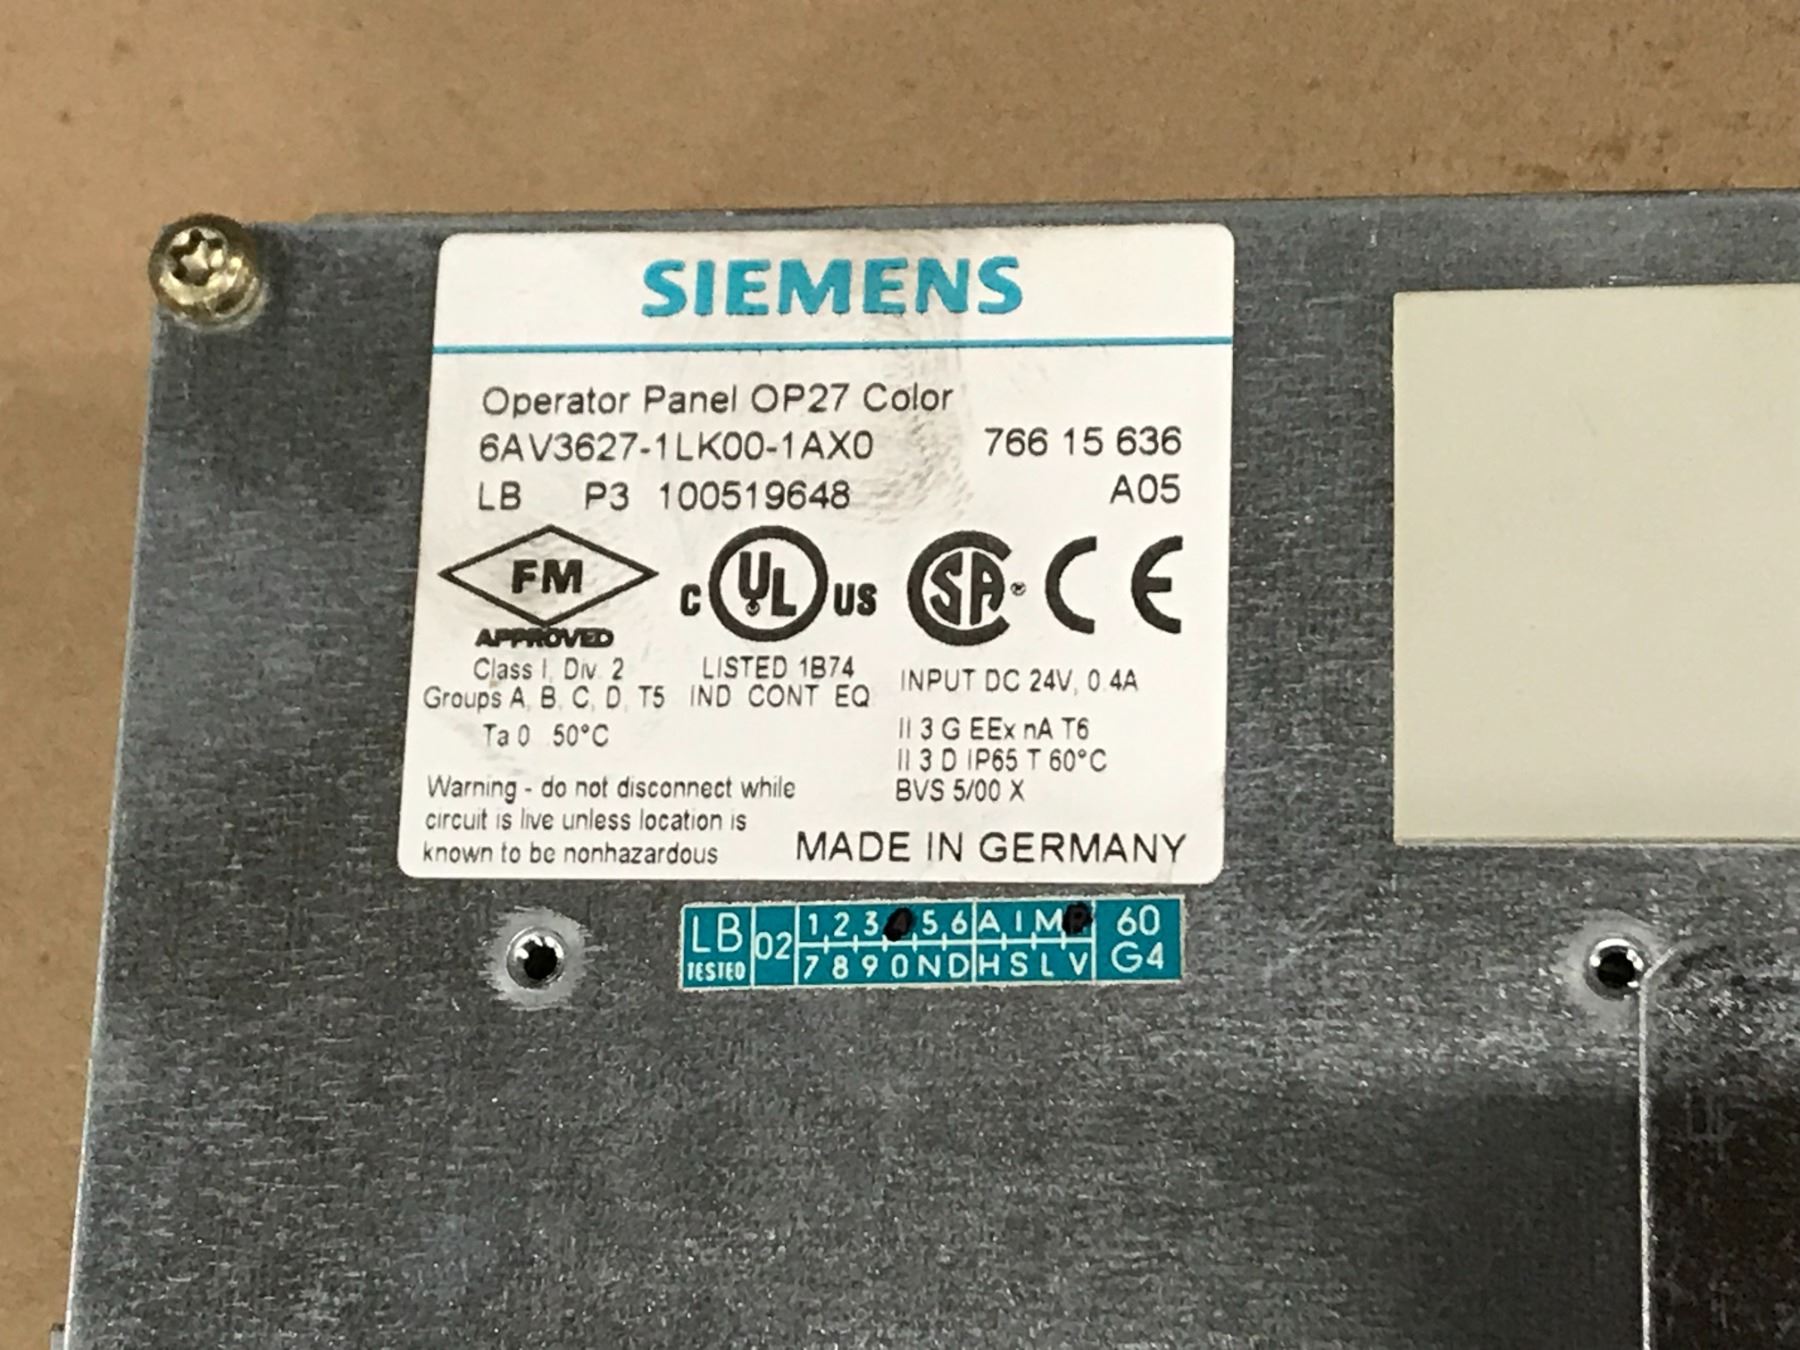 SIEMENS
Operator Panel OP27 Color
6AV3627-1LK00-1AX0 766 15 636
LB P3 100519648 A05
FM
APPROVED
C UL US
SA®
CE
Class I, Div. 2
Groups A, B, C, D, T5
Ta 0...50°C
LISTED 1B74
IND CONT EQ
INPUT DC 24V, 0.4A
II 3 G EEx nA T6
II 3 D IP65 T 60°C
BVS 5/00 X
Warning - do not disconnect while
circuit is live unless location is
known to be nonhazardous
MADE IN GERMANY
LB
TESTED
02
1 2 3 5 6 A I M
7 8 9 0 N D H S L V
60
G4